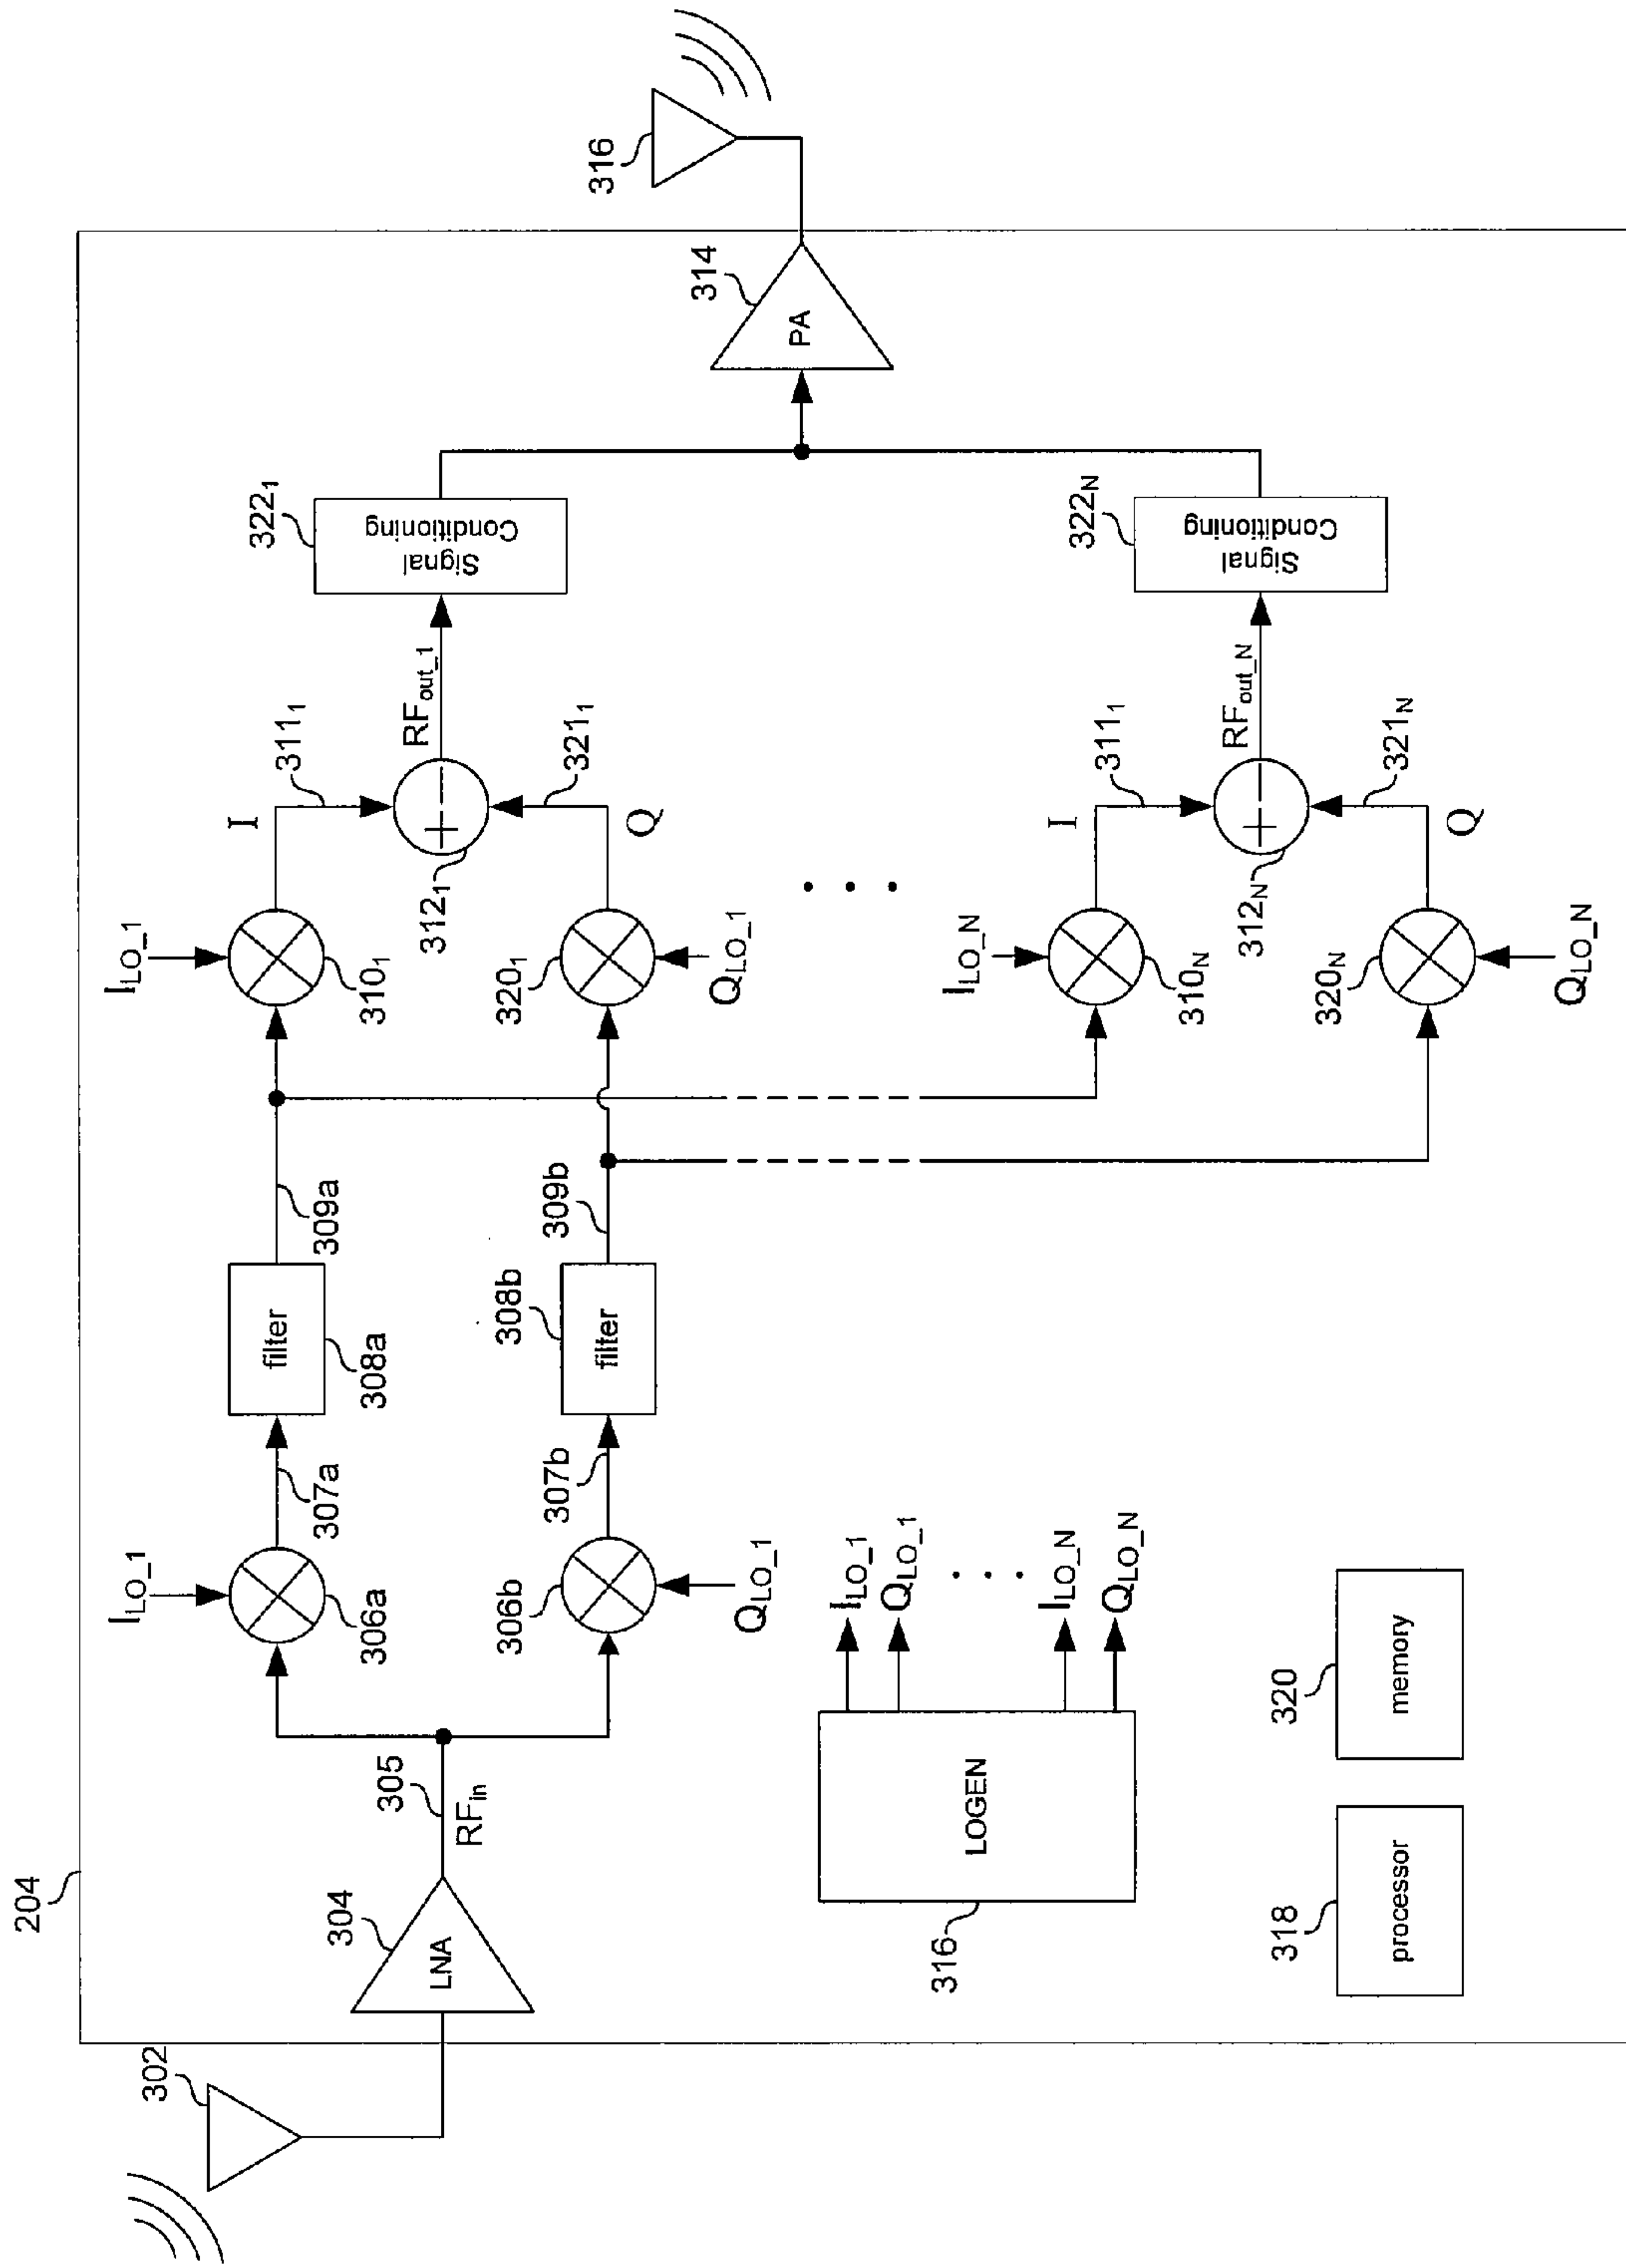 204
302
304
LNA
305
RF_in
I_LO_1
306a
307a
filter
308a
309a
I_LO_1
310_1
I
311_1
312_1
RF_out_1
322_1
Signal
Conditioning
306b
Q_LO_1
307b
308b
filter
309b
320_1
Q_LO_1
Q
321_1
314
PA
316
LOGEN
316
I_LO_1
Q_LO_1
. . .
I_LO_N
Q_LO_N
. . .
I_LO_N
310_N
I
311_1
312_N
RF_out_N
322_N
Signal
Conditioning
320_N
Q_LO_N
Q
321_N
318
processor
320
memory